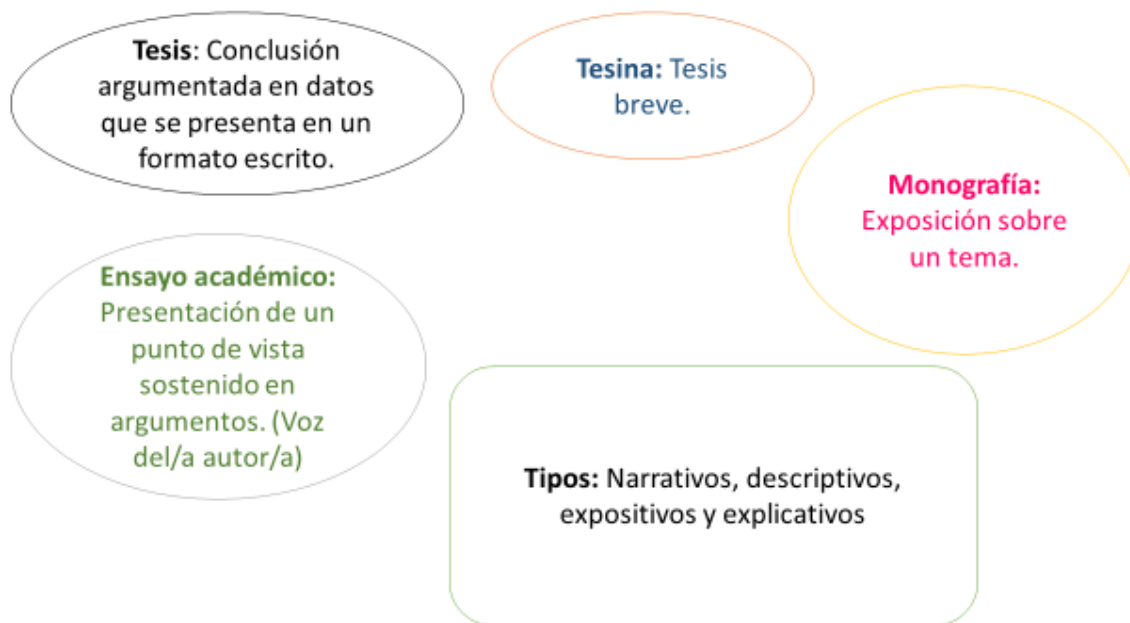 Tesis: Conclusión
argumentada en datos
que se presenta en un
formato escrito.
Tesina: Tesis
breve.
Monografía:
Exposición sobre
un tema.
Ensayo académico:
Presentación de un
punto de vista
sostenido en
argumentos. (Voz
del/a autor/a)
Tipos: Narrativos, descriptivos,
expositivos y explicativos